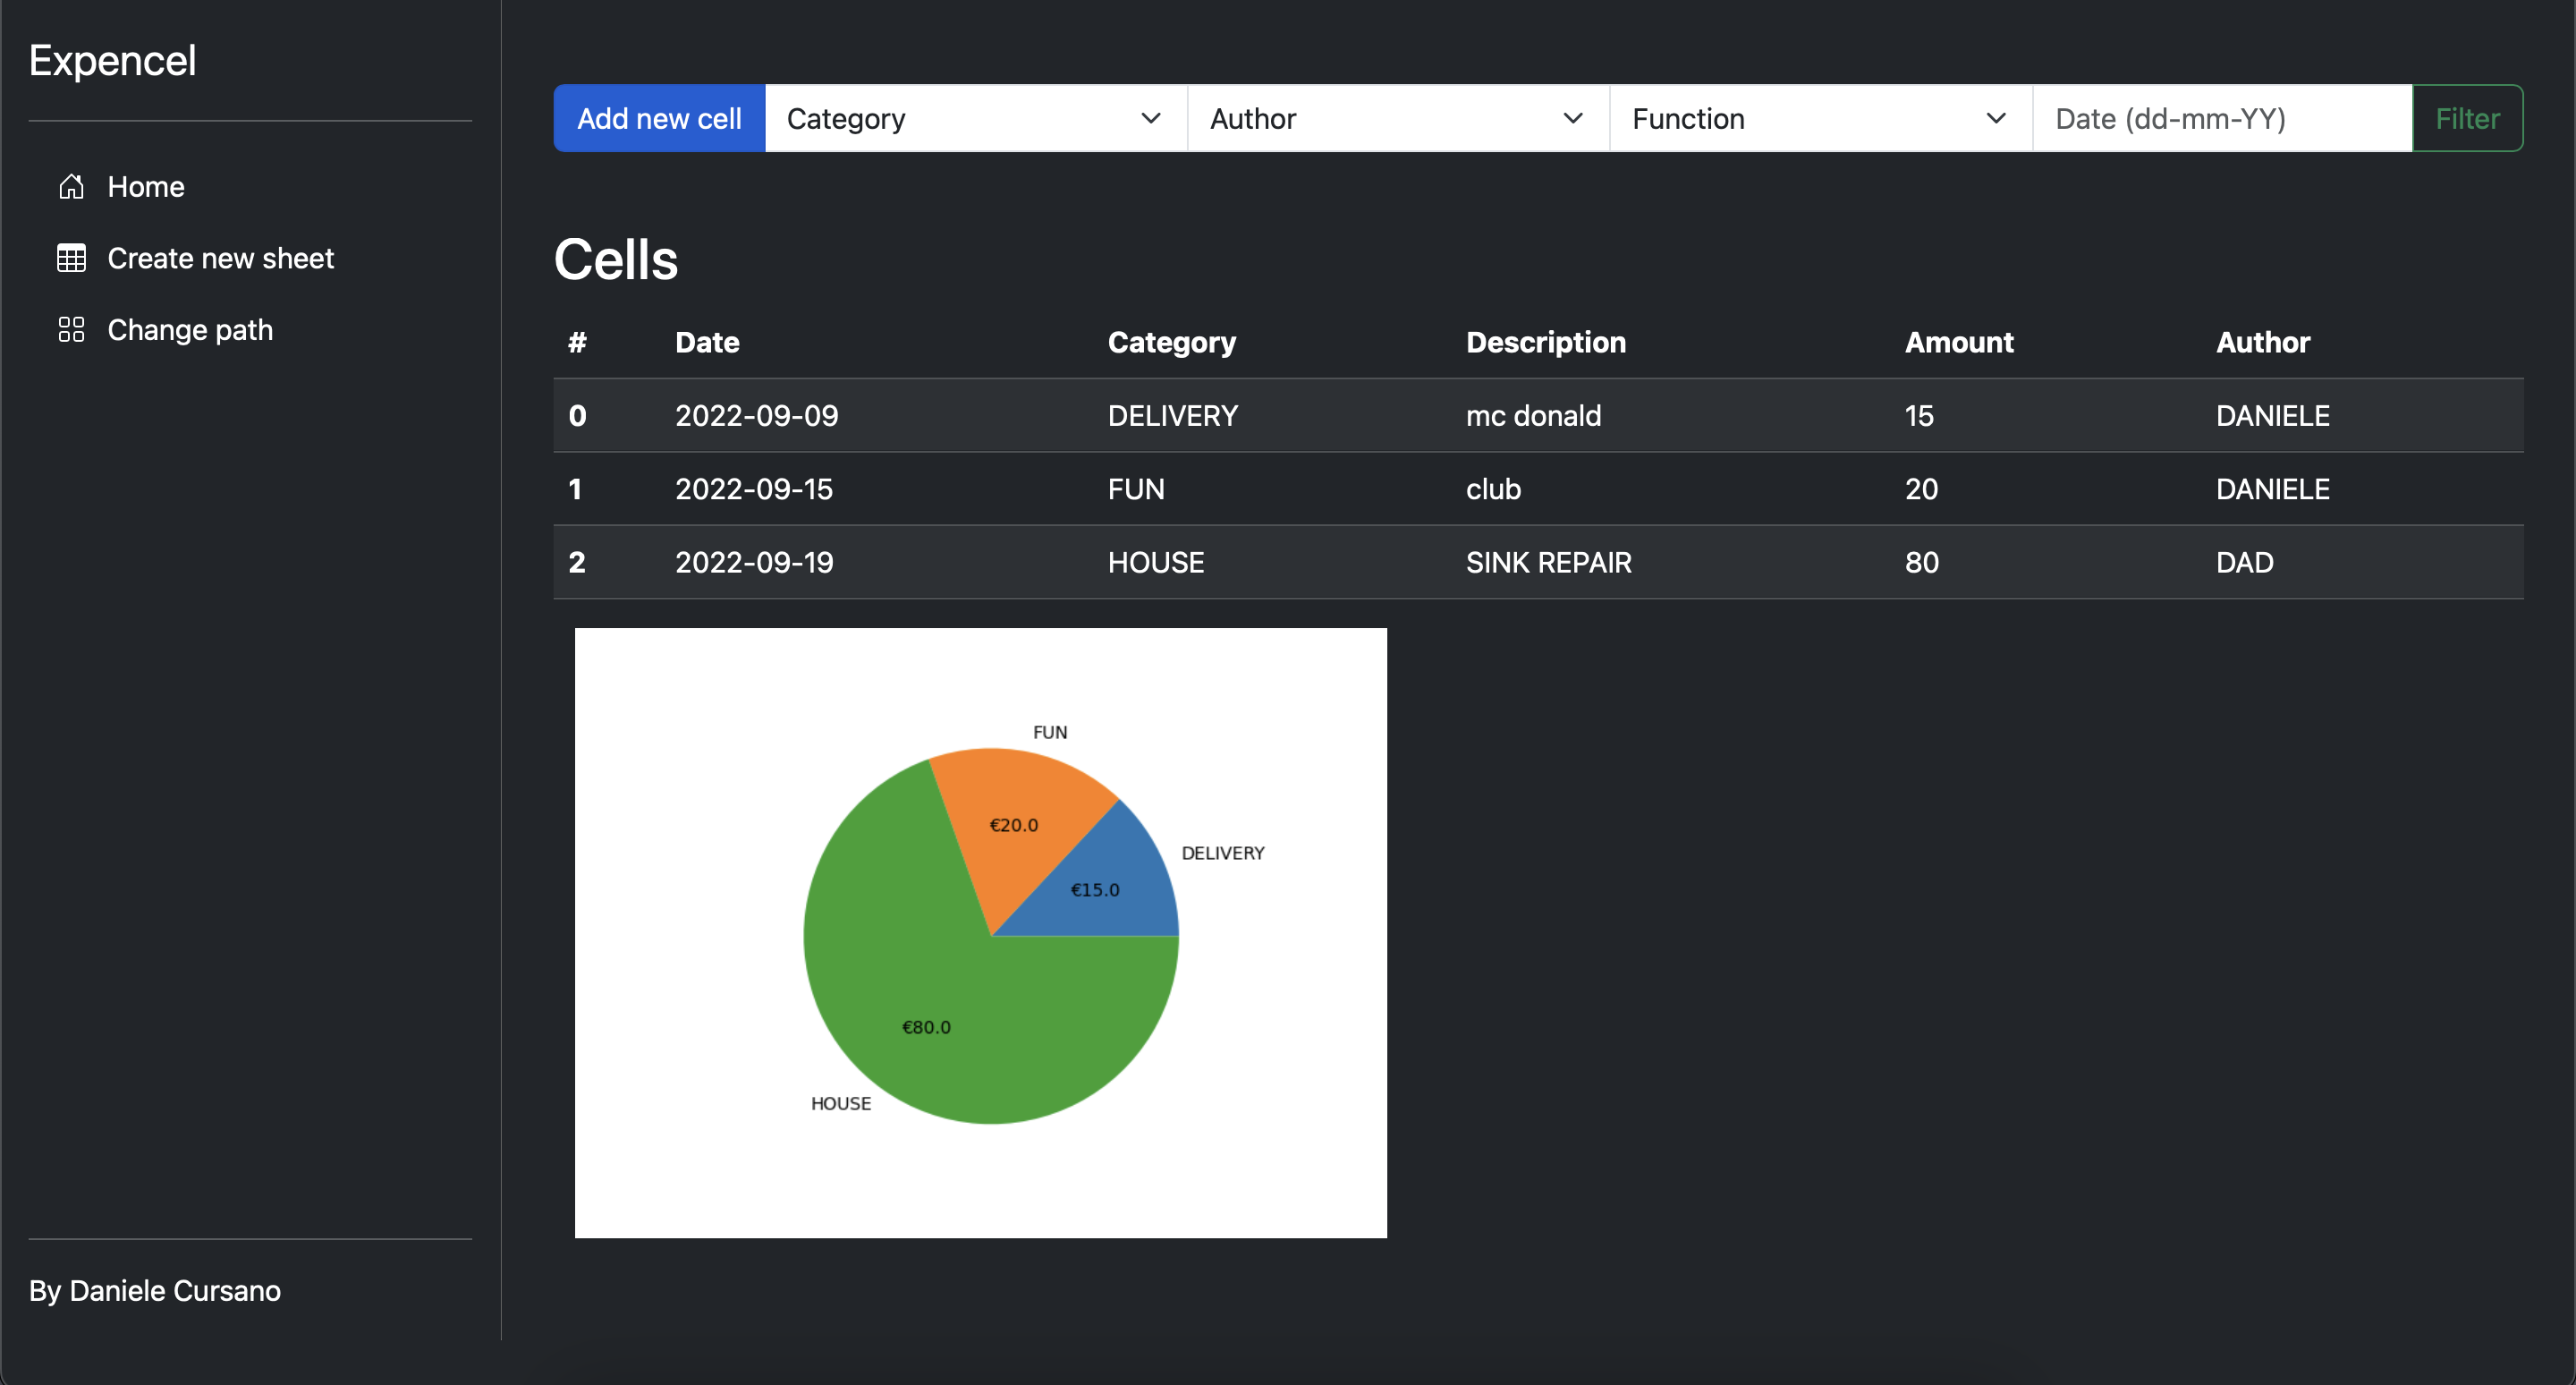 Expencel
Home
Create new sheet
Change path
By Daniele Cursano
Add new cell Category Author Function Date (dd-mm-YY) Filter
Cells
# Date Category Description Amount Author
0 2022-09-09 DELIVERY mc donald 15 DANIELE
1 2022-09-15 FUN club 20 DANIELE
2 2022-09-19 HOUSE SINK REPAIR 80 DAD
FUN
€20.0
DELIVERY
€15.0
€80.0
HOUSE